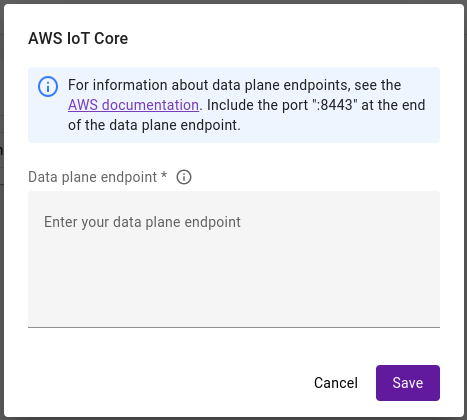 AWS IoT Core
For information about data plane endpoints, see the
AWS documentation. Include the port ":8443" at the end
of the data plane endpoint.
Data plane endpoint *
Enter your data plane endpoint
Cancel
Save